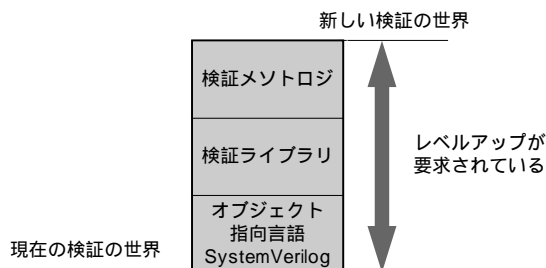 新しい検証の世界
検証メソトロジ
検証ライブラリ
レベルアップが
要求されている
オブジェクト
指向言語
SystemVerilog
現在の検証の世界